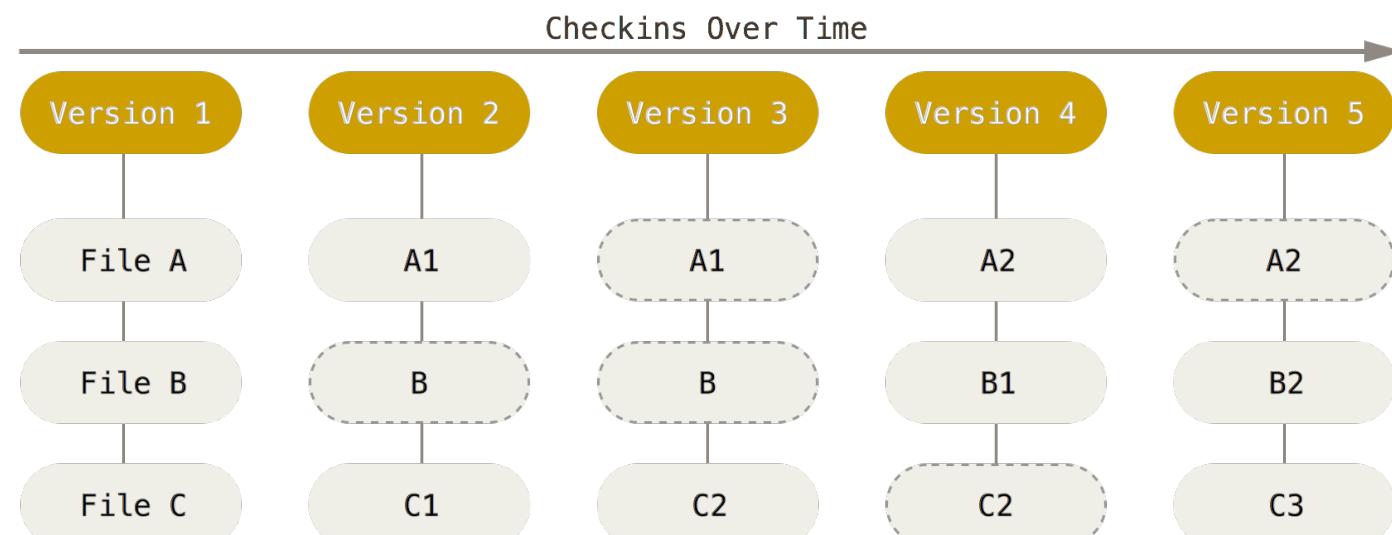 Checkins Over Time
Version 1 Version 2 Version 3 Version 4 Version 5
File A A1 A1 A2 A2
File B B B B1 B2
File C C1 C2 C2 C3